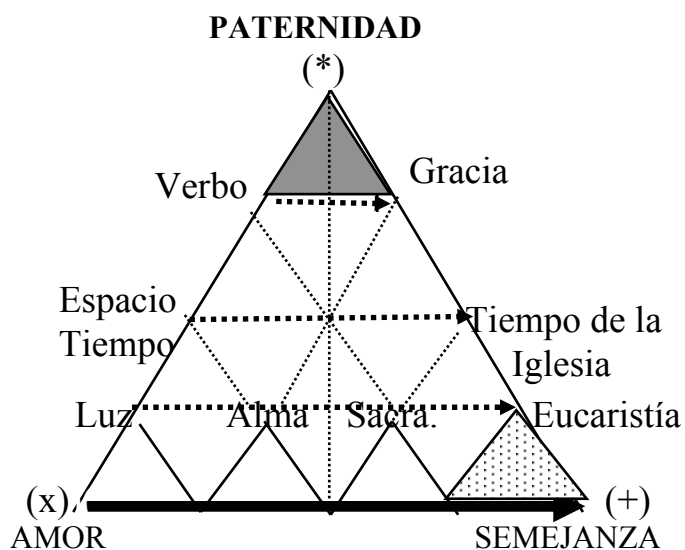 PATERNIDAD
(*)
Verbo
Gracia
Espacio
Tiempo
Tiempo de la
Iglesia
Luz Alma Sacra. Eucaristía
(x) (+)
AMOR SEMEJANZA